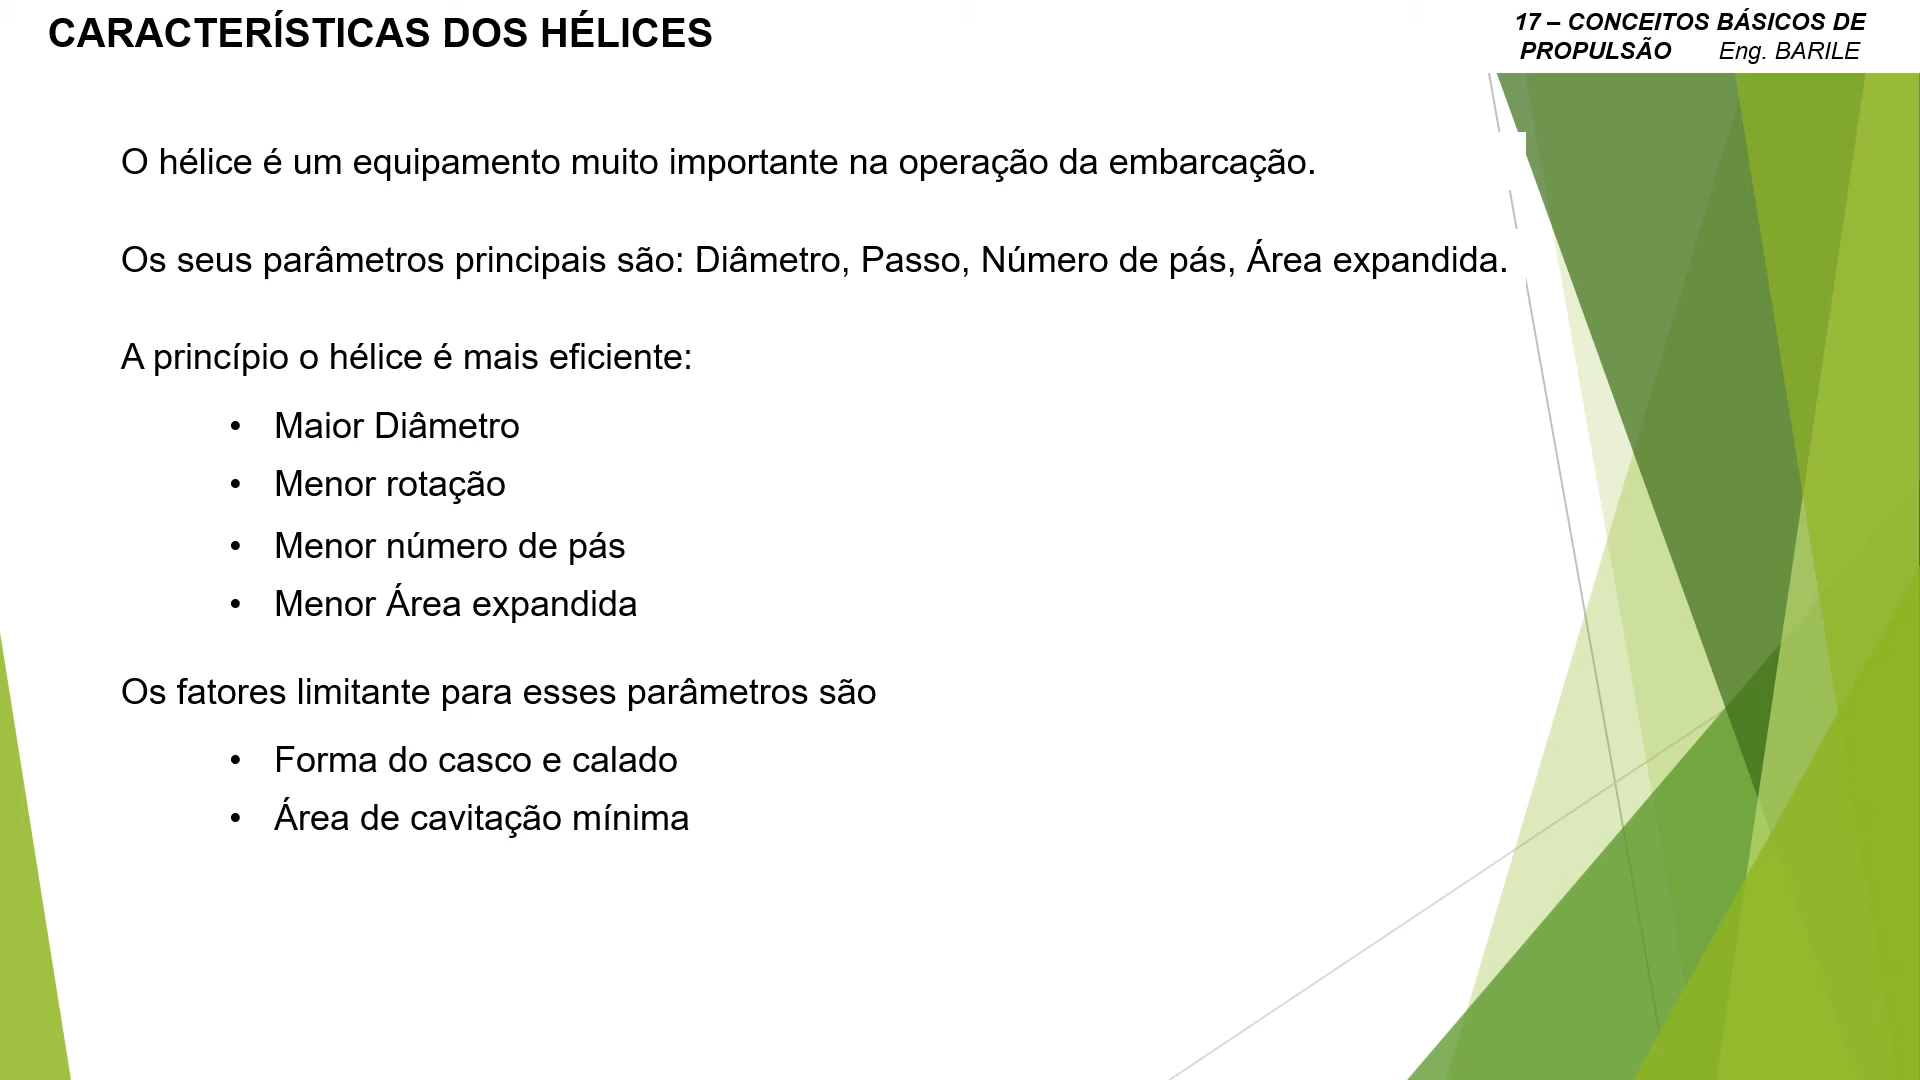 CARACTERÍSTICAS DOS HÉLICES
17 – CONCEITOS BÁSICOS DE
PROPULSÃO Eng. BARILE
O hélice é um equipamento muito importante na operação da embarcação.
Os seus parâmetros principais são: Diâmetro, Passo, Número de pás, Área expandida.
A princípio o hélice é mais eficiente:
• Maior Diâmetro
• Menor rotação
• Menor número de pás
• Menor Área expandida
Os fatores limitante para esses parâmetros são
• Forma do casco e calado
• Área de cavitação mínima